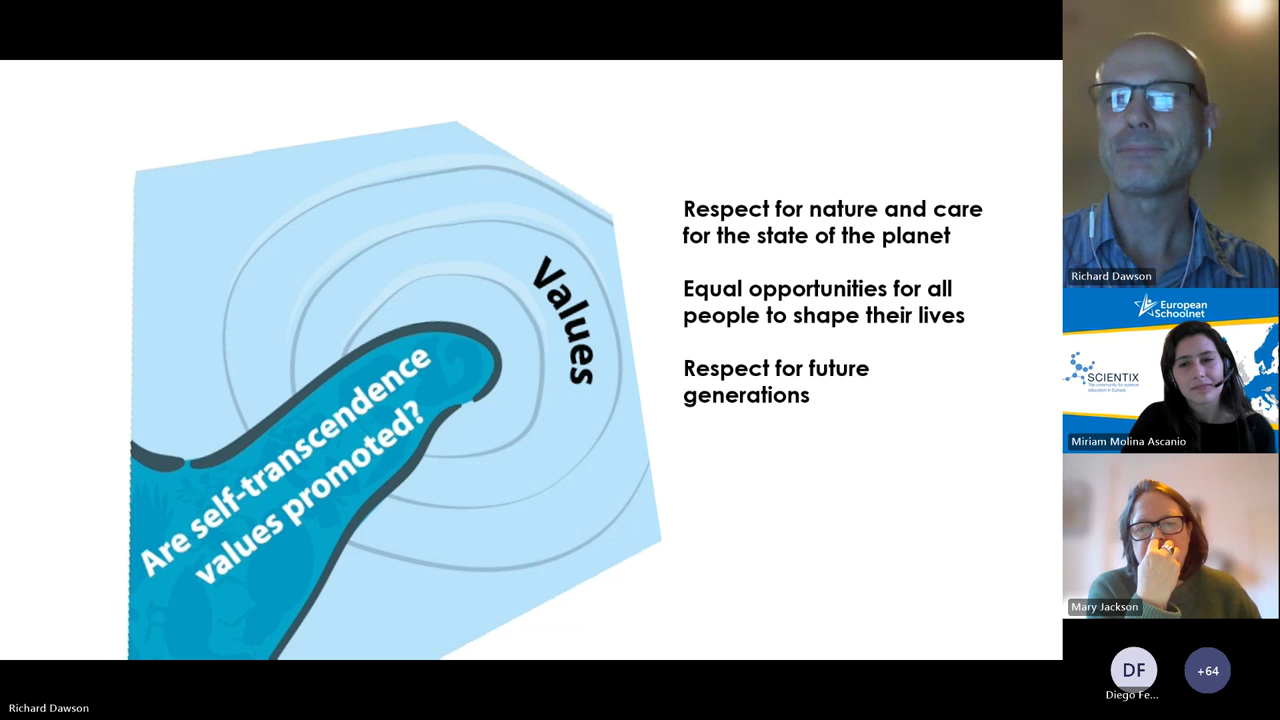 Values
Are self-transcendence
values promoted?
Respect for nature and care
for the state of the planet
Equal opportunities for all
people to shape their lives
Respect for future
generations
Richard Dawson
European
Schoolnet
SCIENTIX
Miriam Molina Ascanio
Mary Jackson
DF
+64
Diego Fe...
Richard Dawson